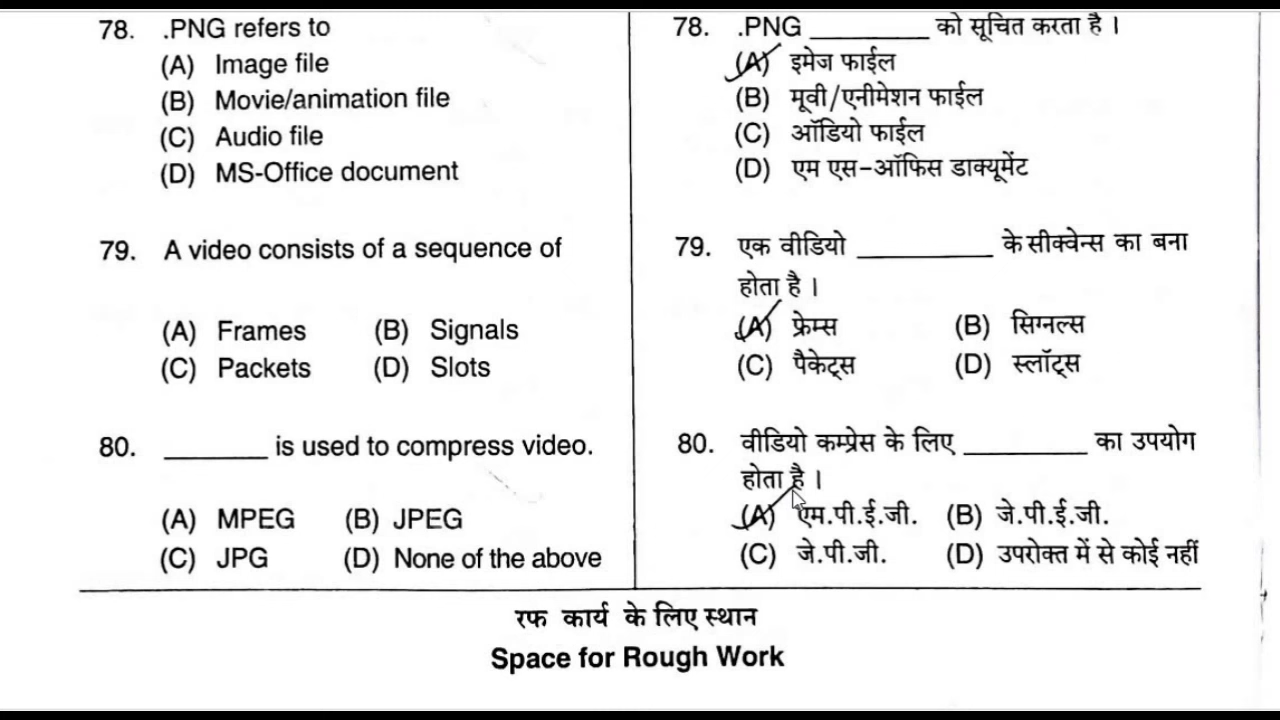 78. .PNG refers to
(A) Image file
(B) Movie/animation file
(C) Audio file
(D) MS-Office document
79. A video consists of a sequence of
(A) Frames (B) Signals
(C) Packets (D) Slots
80. ________ is used to compress video.
(A) MPEG (B) JPEG
(C) JPG (D) None of the above
78. .PNG _________ को सूचित करता है ।
(A) इमेज फाईल
(B) मूवी/एनीमेशन फाईल
(C) ऑडियो फाईल
(D) एम एस-ऑफिस डाक्यूमेंट
79. एक वीडियो __________ के सीक्वेन्स का बना
होता है ।
(A) फ्रेम्स (B) सिग्नल्स
(C) पैकेट्स (D) स्लॉट्स
80. वीडियो कम्प्रेस के लिए _________ का उपयोग
होता है ।
(A) एम.पी.ई.जी. (B) जे.पी.ई.जी.
(C) जे.पी.जी. (D) उपरोक्त में से कोई नहीं
रफ कार्य के लिए स्थान
Space for Rough Work